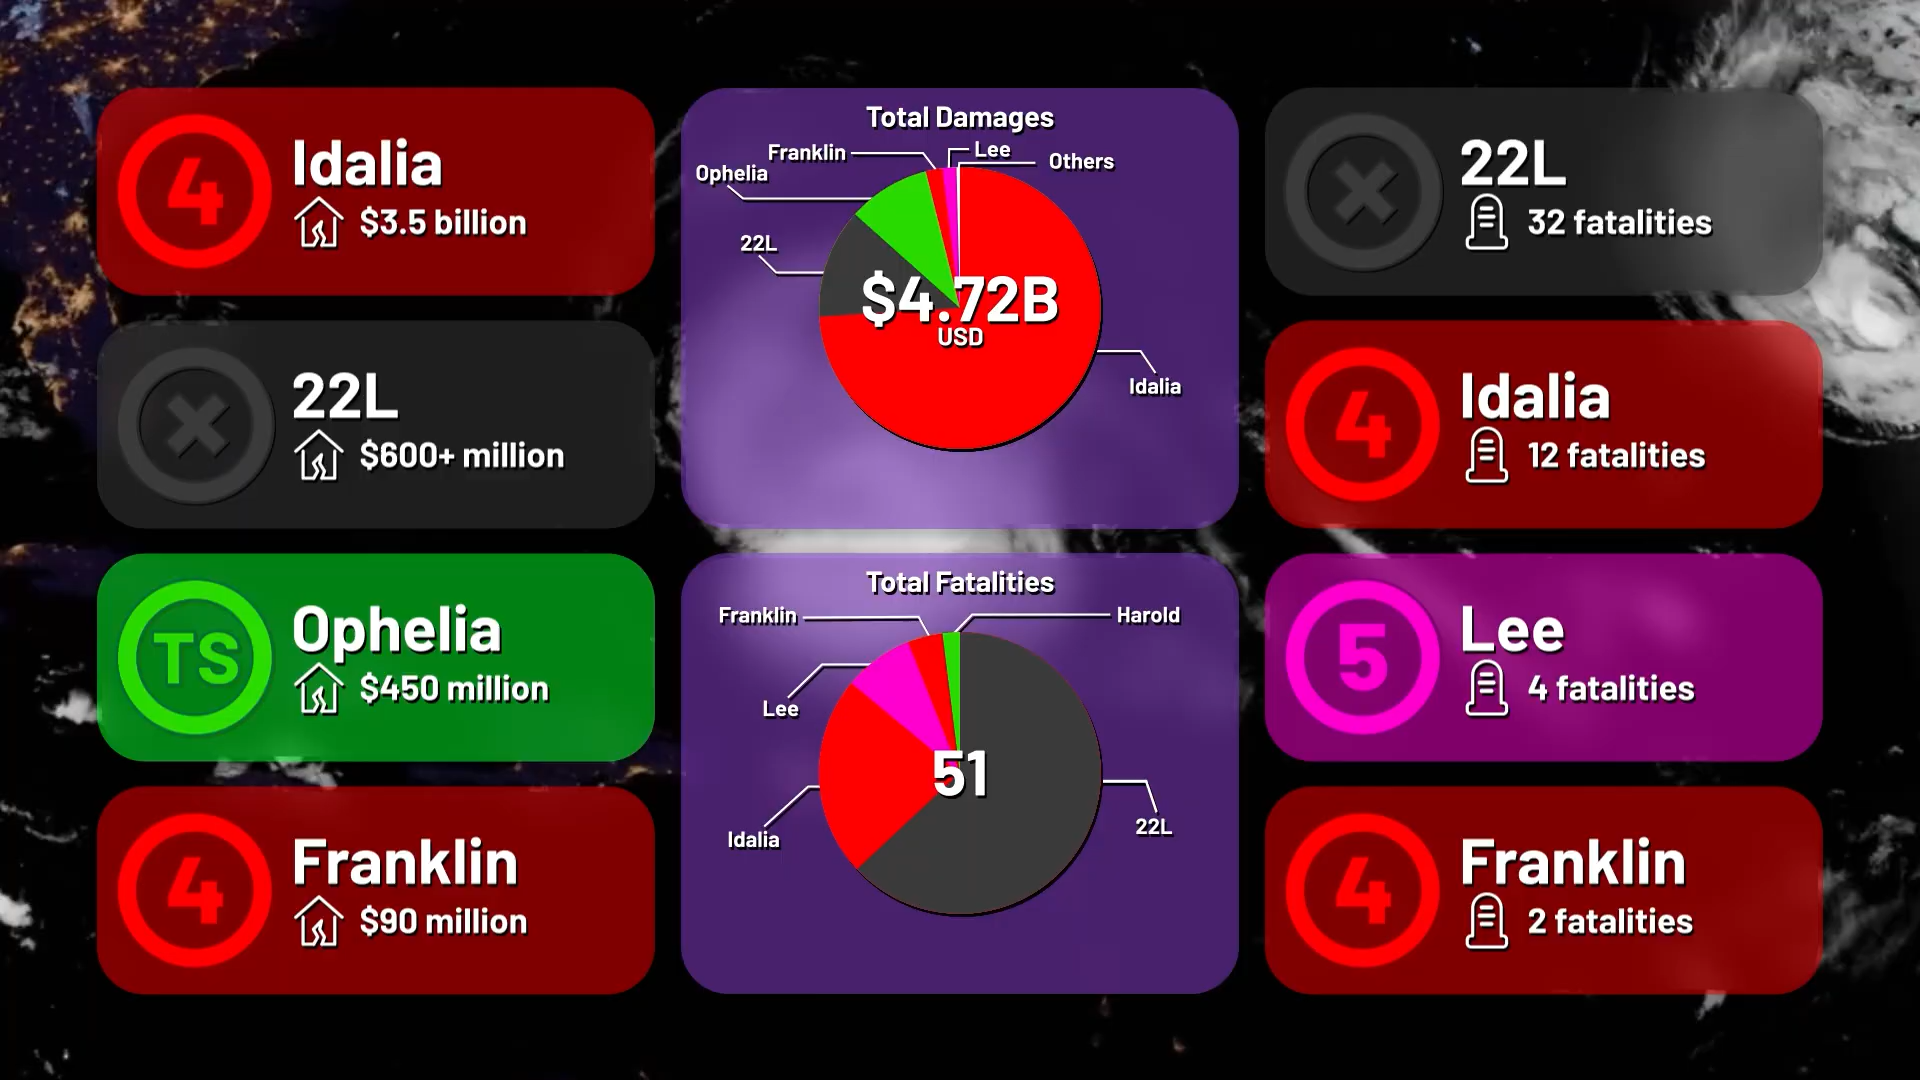 4
Idalia
$3.5 billion
22L
$600+ million
TS
Ophelia
$450 million
4
Franklin
$90 million
Total Damages
Franklin
Lee
Others
Ophelia
22L
$4.72B
USD
Idalia
Total Fatalities
Franklin
Harold
Lee
51
Idalia
22L
22L
32 fatalities
4
Idalia
12 fatalities
5
Lee
4 fatalities
4
Franklin
2 fatalities